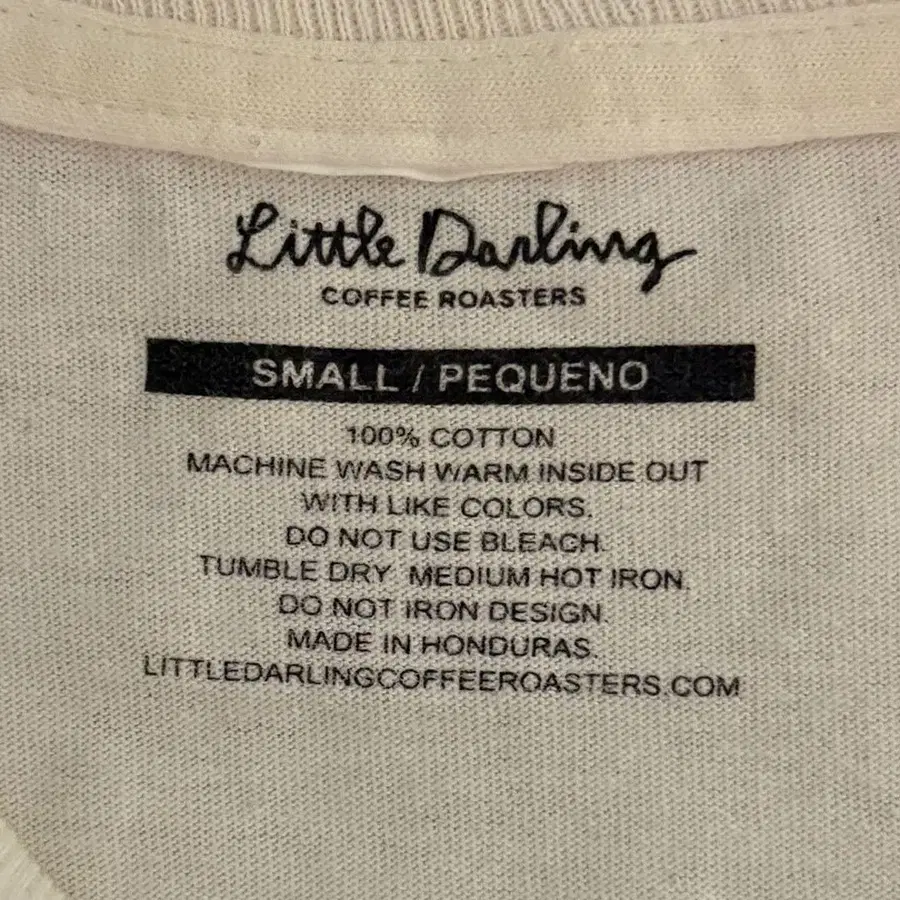 Little Darling
COFFEE ROASTERS
SMALL / PEQUENO
100% COTTON
MACHINE WASH WARM INSIDE OUT
WITH LIKE COLORS.
DO NOT USE BLEACH.
TUMBLE DRY MEDIUM HOT IRON.
DO NOT IRON DESIGN.
MADE IN HONDURAS.
LITTLEDARLINGCOFFEEROASTERS.COM